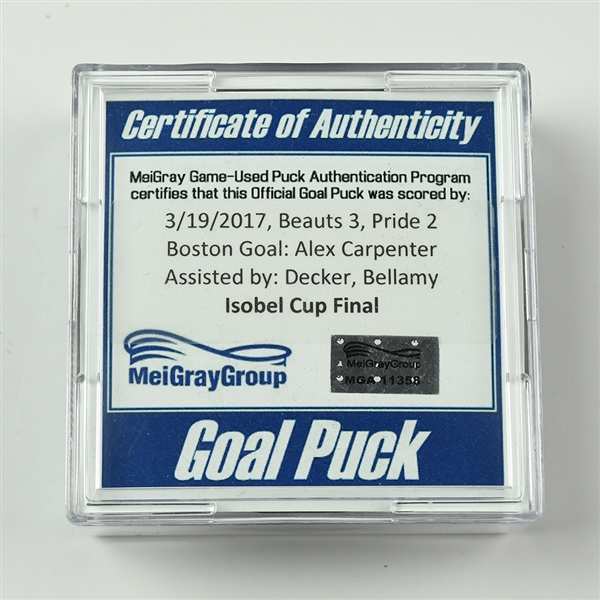 Certificate of Authenticity
MeiGray Game-Used Puck Authentication Program
certifies that this Official Goal Puck was scored by:
3/19/2017, Beauts 3, Pride 2
Boston Goal: Alex Carpenter
Assisted by: Decker, Bellamy
Isobel Cup Final
MeiGrayGroup
MeiGrayGroup
MGA 11358
Goal Puck